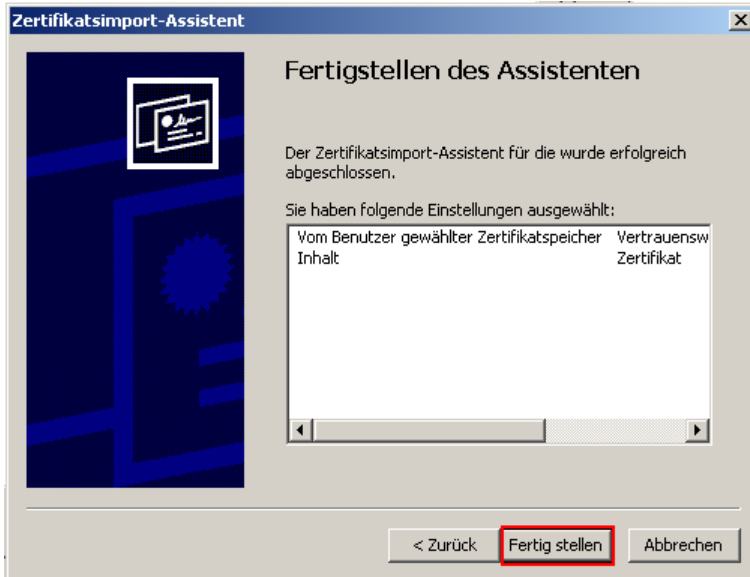 Zertifikatsimport-Assistent
Fertigstellen des Assistenten
Der Zertifikatsimport-Assistent für die wurde erfolgreich
abgeschlossen.
Sie haben folgende Einstellungen ausgewählt:
Vom Benutzer gewählter Zertifikatspeicher Vertrauensw
Inhalt Zertifikat
< Zurück Fertig stellen Abbrechen